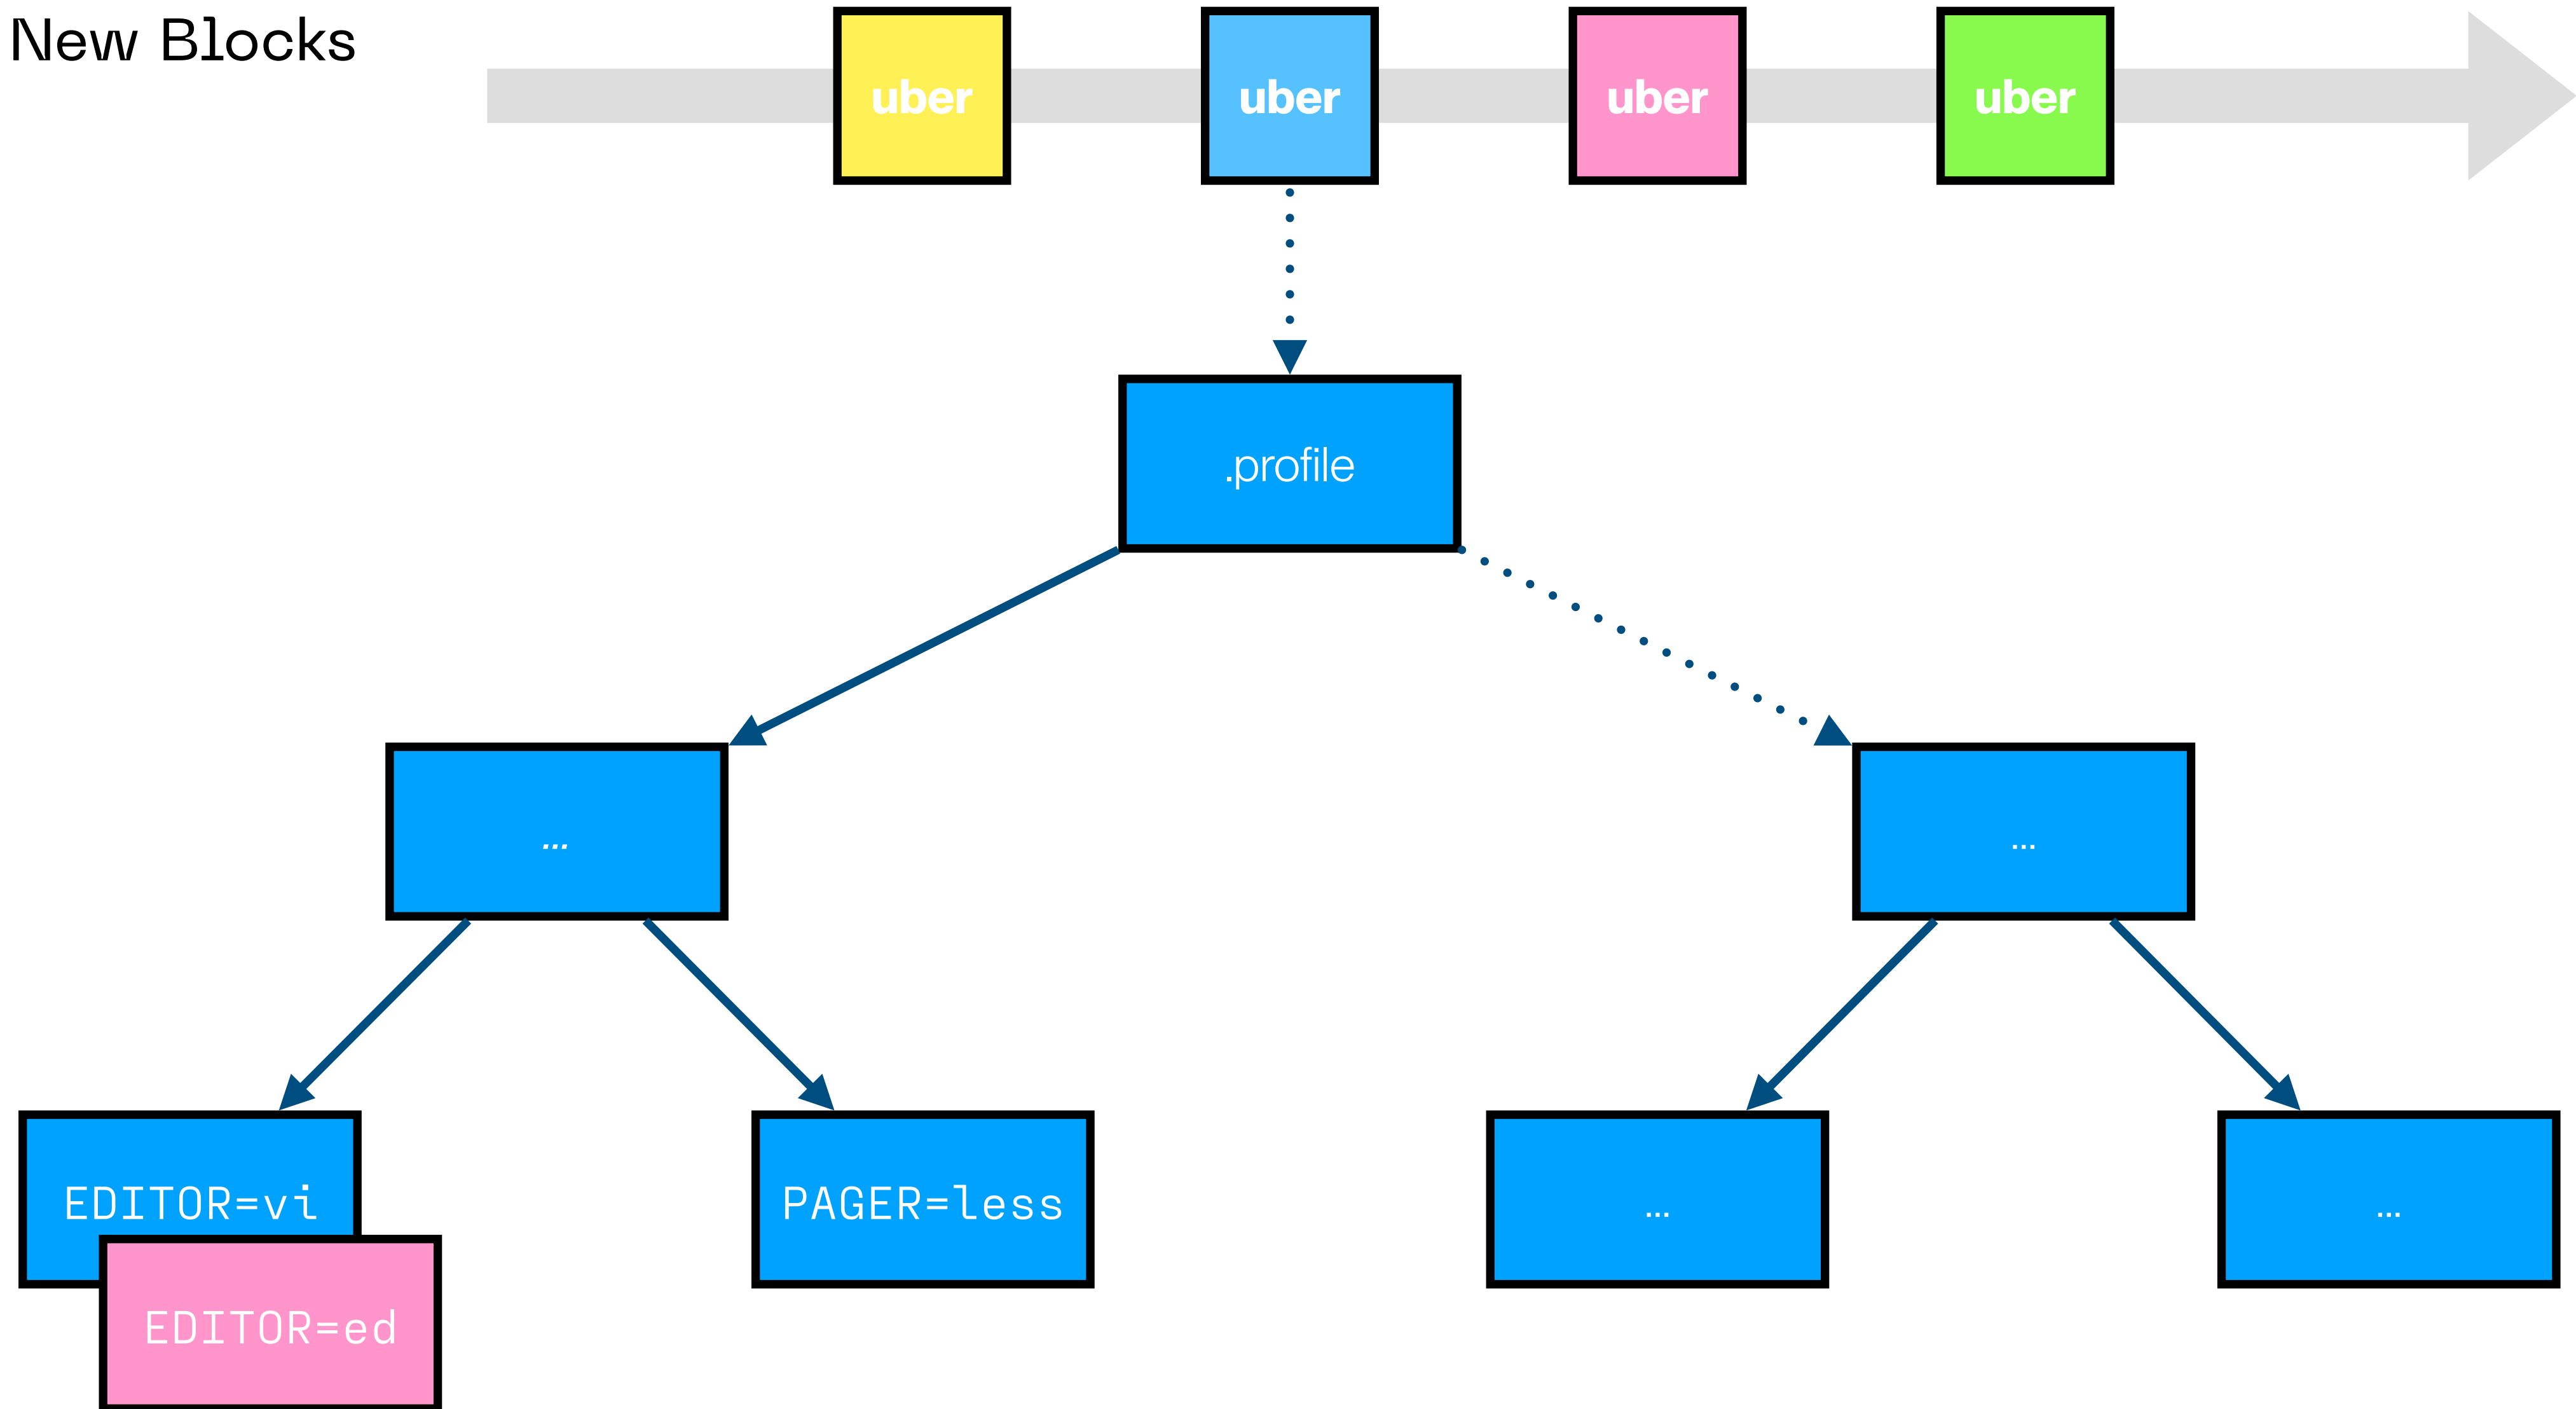 New Blocks
uber
uber
uber
uber
.profile
...
...
EDITOR=vi
PAGER=less
...
...
EDITOR=ed